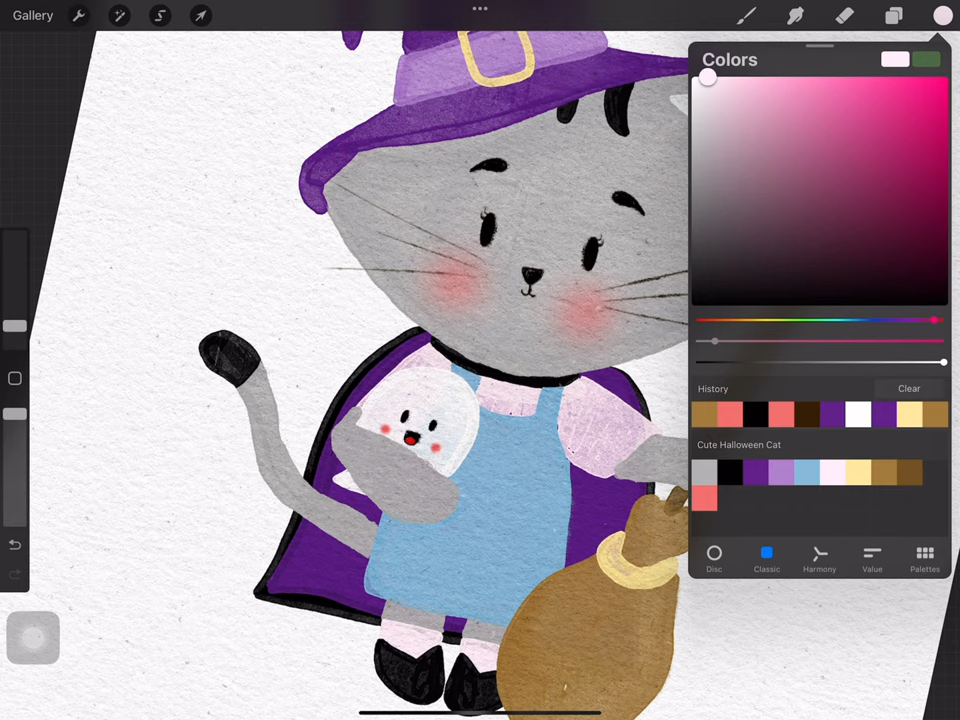 Gallery
Colors
History
Clear
Cute Halloween Cat
Disc
Classic
Harmony
Value
Palettes